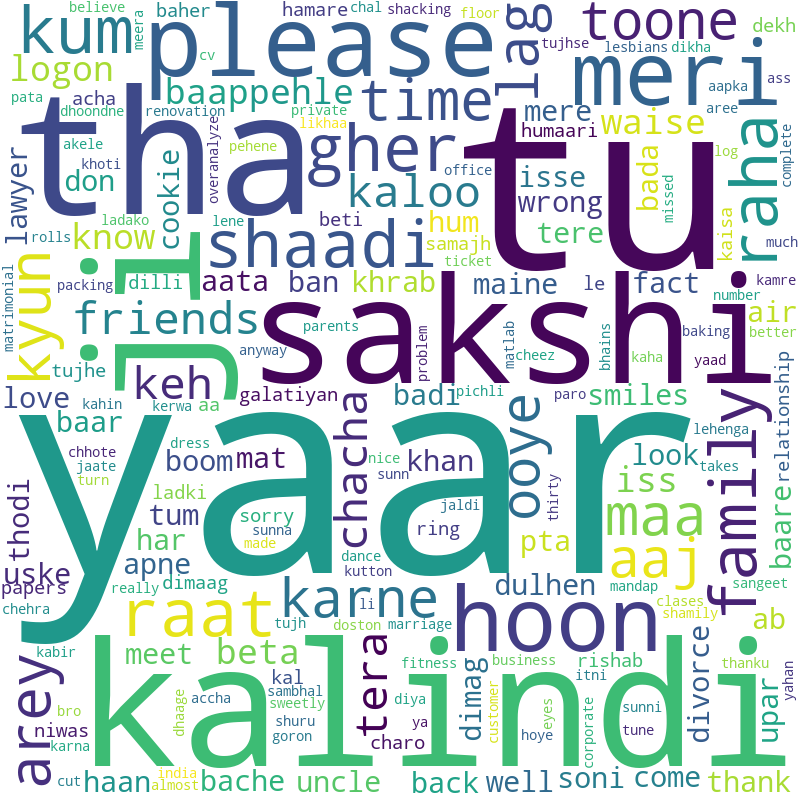 believe
meera
baher
hamare
chal
shacking
floor
dekh
kum
please
lag
toone
tujhse
lesbians
dikha
cv
logon
baappehle
time
meri
aapka
ass
pata
acha
dhoondne
renovation
private
likhaa
mere
humaari
waise
aree
log
complete
akele
khoti
overanalyze
pehene
office
tha
gher
tu
raha
lawyer
don
cookie
kaloo
isse
bada
missed
ladako
lene
beti
wrong
rolls
know
hum
samajh
ticket
tere
kaisa
much
shaadi
ji
matrimonial
packing
dilli
aata
ban
khrab
maine
le
fact
kamre
number
air
kyun
friends
parents
sakshi
problem
matlab
cheez
bhains
kaha
baking
better
yaad
anyway
tujhe
keh
love
kahin
kerwa
aa
galatiyan
badi
pichli
paro
smiles
lehenga
relationship
baar
chacha
ooye
family
chhote
jaate
turn
dress
nice
sunn
yaar
look
takes
boom
mat
khan
iss
thodi
ladki
jaldi
thirty
maa
baare
tum
sorry
sunna
made
ring
har
dance
kutton
pta
aaj
uske
apne
dimaag
papers
really
li
karne
dulhen
mandap
sangeet
chehra
tujh
doston
marriage
hoon
clases
shamily
raat
ab
kabir
arey
meet
beta
tera
fitness
business
rishab
thanku
kalindi
dimag
itni
divorce
upar
yahan
kal
sambhal
sweetly
diya
customer
eyes
corporate
bro
dhaage
accha
sunni
niwas
karna
shuru
goron
ya
charo
hoye
tune
cut
haan
india
almost
bache
uncle
back
well
soni
come
thank